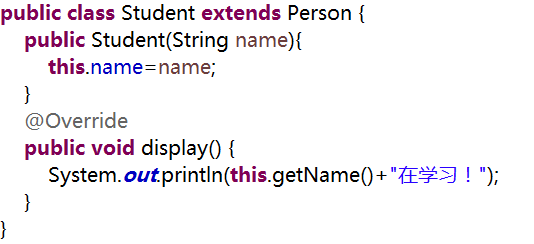 public class Student extends Person {
public Student(String name){
this.name=name;
}
@Override
public void display() {
System.out.println(this.getName()+"在学习！");
}
}